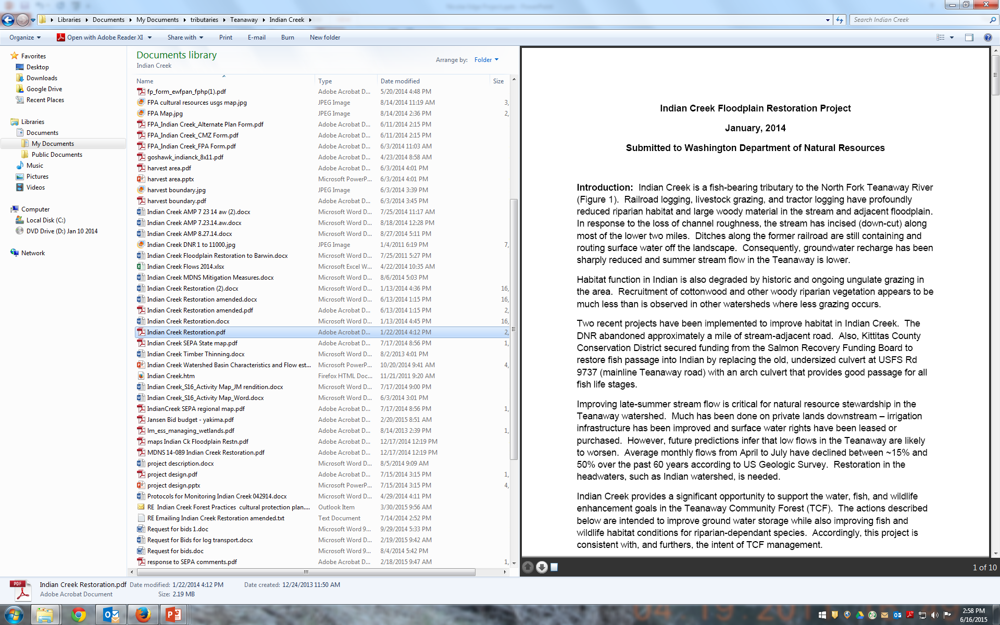 Libraries Documents My Documents tributaries Teanaway Indian Creek
Search Indian Creek
Organize Open with Adobe Reader XI Share with Print E-mail Burn New folder
Favorites
Desktop
Downloads
Google Drive
Recent Places
Libraries
Documents
My Documents
Public Documents
Music
Pictures
Videos
Computer
Local Disk (C:)
DVD Drive (D:) Jan 10 2014
Network
Documents library
Indian Creek
Arrange by: Folder
Name Type Date modified Size
fp_form_ewfpan_fphp(1).pdf Adobe Acrobat D... 5/20/2014 4:48 PM
FPA cultural resources usgs map.jpg JPEG Image 8/14/2014 11:19 AM 3,
FPA Map.jpg JPEG Image 8/14/2014 2:36 PM 2,
FPA_Indian Creek_Alternate Plan Form.pdf Adobe Acrobat D... 6/11/2014 2:15 PM
FPA_Indian Creek_CMZ Form.pdf Adobe Acrobat D... 6/11/2014 2:15 PM
FPA_Indian Creek_FPA Form.pdf Adobe Acrobat D... 6/3/2014 11:03 AM
goshawk_indianck_8x11.pdf Adobe Acrobat D... 4/23/2014 8:58 AM
harvest area.pdf Adobe Acrobat D... 6/3/2014 4:01 PM
harvest area.pptx Microsoft PowerP... 6/3/2014 4:01 PM
harvest boundary.jpg JPEG Image 6/3/2014 3:39 PM
harvest boundary.pdf Adobe Acrobat D... 6/3/2014 3:45 PM
Indian Creek AMP 7 23 14 aw (2).docx Microsoft Word D... 7/25/2014 11:17 AM
Indian Creek AMP 7.23.14.aw.docx Microsoft Word D... 8/18/2014 12:28 PM
Indian Creek AMP 8.27.14.docx Microsoft Word D... 8/27/2014 5:11 PM
Indian Creek DNR 1 to 11000.jpg JPEG Image 1/4/2011 6:19 PM 7,
Indian Creek Floodplain Restoration to Barwin.docx Microsoft Word D... 7/25/2011 5:27 PM
Indian Creek Flows 2014.xlsx Microsoft Excel W... 4/22/2014 10:35 AM
Indian Creek MDNS Mitigation Measures.docx Microsoft Word D... 8/6/2014 5:03 PM
Indian Creek Restoration (2).docx Microsoft Word D... 1/13/2014 4:36 PM 16,
Indian Creek Restoration amended.docx Microsoft Word D... 6/13/2014 1:15 PM 16,
Indian Creek Restoration amended.pdf Adobe Acrobat D... 6/13/2014 1:15 PM 2,
Indian Creek Restoration.docx Microsoft Word D... 1/13/2014 4:45 PM 16,
Indian Creek Restoration.pdf Adobe Acrobat D... 1/22/2014 4:12 PM 2,
Indian Creek SEPA State map.pdf Adobe Acrobat D... 7/17/2014 8:56 PM 1,
Indian Creek Timber Thinning.docx Microsoft Word D... 8/2/2013 4:01 PM
Indian Creek Watershed Basin Characteristics and Flow est... Microsoft PowerP... 10/20/2014 9:41 AM 4,
Indian Creek.htm Firefox HTML Doc... 11/21/2011 9:20 AM
Indian Creek_S16_Activity Map_JM rendition.docx Microsoft Word D... 7/17/2014 9:00 PM
Indian Creek_S16_Activity Map_Word.docx Microsoft Word D... 6/3/2014 3:01 PM
IndianCreek SEPA regional map.pdf Adobe Acrobat D... 7/17/2014 8:56 PM 1,
Jansen Bid budget - yakima.pdf Adobe Acrobat D... 2/20/2015 8:51 AM
lm_ess_managing_wetlands.pdf Adobe Acrobat D... 8/14/2013 2:39 PM 1,
maps Indian Ck Floodplain Restn.pdf Adobe Acrobat D... 12/17/2014 12:19 PM
MDNS 14-089 Indian Creek Restoration.pdf Adobe Acrobat D... 12/17/2014 12:19 PM
project description.docx Microsoft Word D... 8/5/2014 9:09 AM
project design.pdf Adobe Acrobat D... 7/15/2014 3:15 PM 1,
project design.pptx Microsoft PowerP... 7/15/2014 3:15 PM 4,
Protocols for Monitoring Indian Creek 042914.docx Microsoft Word D... 4/29/2014 4:11 PM
RE Indian Creek Forest Practices cultural protection plan.... Outlook Item 3/30/2015 9:56 AM
RE Emailing Indian Creek Restoration amended.txt Text Document 7/14/2014 2:52 PM
Request for bids 1.doc Microsoft Word 9... 9/29/2014 5:33 PM
Request for Bids for log transport.docx Microsoft Word D... 2/19/2015 9:42 AM
Request for bids.doc Microsoft Word 9... 8/4/2014 5:42 PM
response to SEPA comments.pdf Adobe Acrobat D... 2/18/2015 9:47 AM 1,
Indian Creek Floodplain Restoration Project
January, 2014
Submitted to Washington Department of Natural Resources
Introduction: Indian Creek is a fish-bearing tributary to the North Fork Teanaway River
(Figure 1). Railroad logging, livestock grazing, and tractor logging have profoundly
reduced riparian habitat and large woody material in the stream and adjacent floodplain.
In response to the loss of channel roughness, the stream has incised (down-cut) along
most of the lower two miles. Ditches along the former railroad are still containing and
routing surface water off the landscape. Consequently, groundwater recharge has been
sharply reduced and summer stream flow in the Teanaway is lower.
Habitat function in Indian is also degraded by historic and ongoing ungulate grazing in
the area. Recruitment of cottonwood and other woody riparian vegetation appears to be
much less than is observed in other watersheds where less grazing occurs.
Two recent projects have been implemented to improve habitat in Indian Creek. The
DNR abandoned approximately a mile of stream-adjacent road. Also, Kittitas County
Conservation District secured funding from the Salmon Recovery Funding Board to
restore fish passage into Indian by replacing the old, undersized culvert at USFS Rd
9737 (mainline Teanaway road) with an arch culvert that provides good passage for all
fish life stages.
Improving late-summer stream flow is critical for natural resource stewardship in the
Teanaway watershed. Much has been done on private lands downstream – irrigation
infrastructure has been improved and surface water rights have been leased or
purchased. However, future predictions infer that low flows in the Teanaway are likely
to worsen. Average monthly flows from April to July have declined between ~15% and
50% over the past 60 years according to US Geologic Survey. Restoration in the
headwaters, such as Indian watershed, is needed.
Indian Creek provides a significant opportunity to support the water, fish, and wildlife
enhancement goals in the Teanaway Community Forest (TCF). The actions described
below are intended to improve ground water storage while also improving fish and
wildlife habitat conditions for riparian-dependant species. Accordingly, this project is
consistent with, and furthers, the intent of TCF management.
1 of 10
PDF
Indian Creek Restoration.pdf Date modified: 1/22/2014 4:12 PM Date created: 12/24/2013 11:50 AM
Adobe Acrobat Document Size: 2.19 MB
2:58 PM
6/16/2015